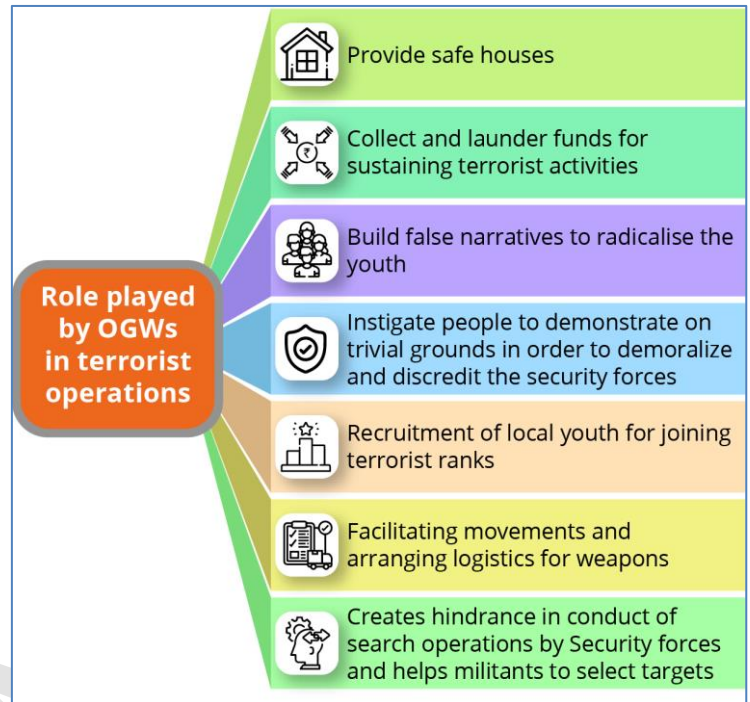 Role played
by OGWs
in terrorist
operations
Provide safe houses
Collect and launder funds for
sustaining terrorist activities
Build false narratives to radicalise the
youth
Instigate people to demonstrate on
trivial grounds in order to demoralize
and discredit the security forces
Recruitment of local youth for joining
terrorist ranks
Facilitating movements and
arranging logistics for weapons
Creates hindrance in conduct of
search operations by Security forces
and helps militants to select targets